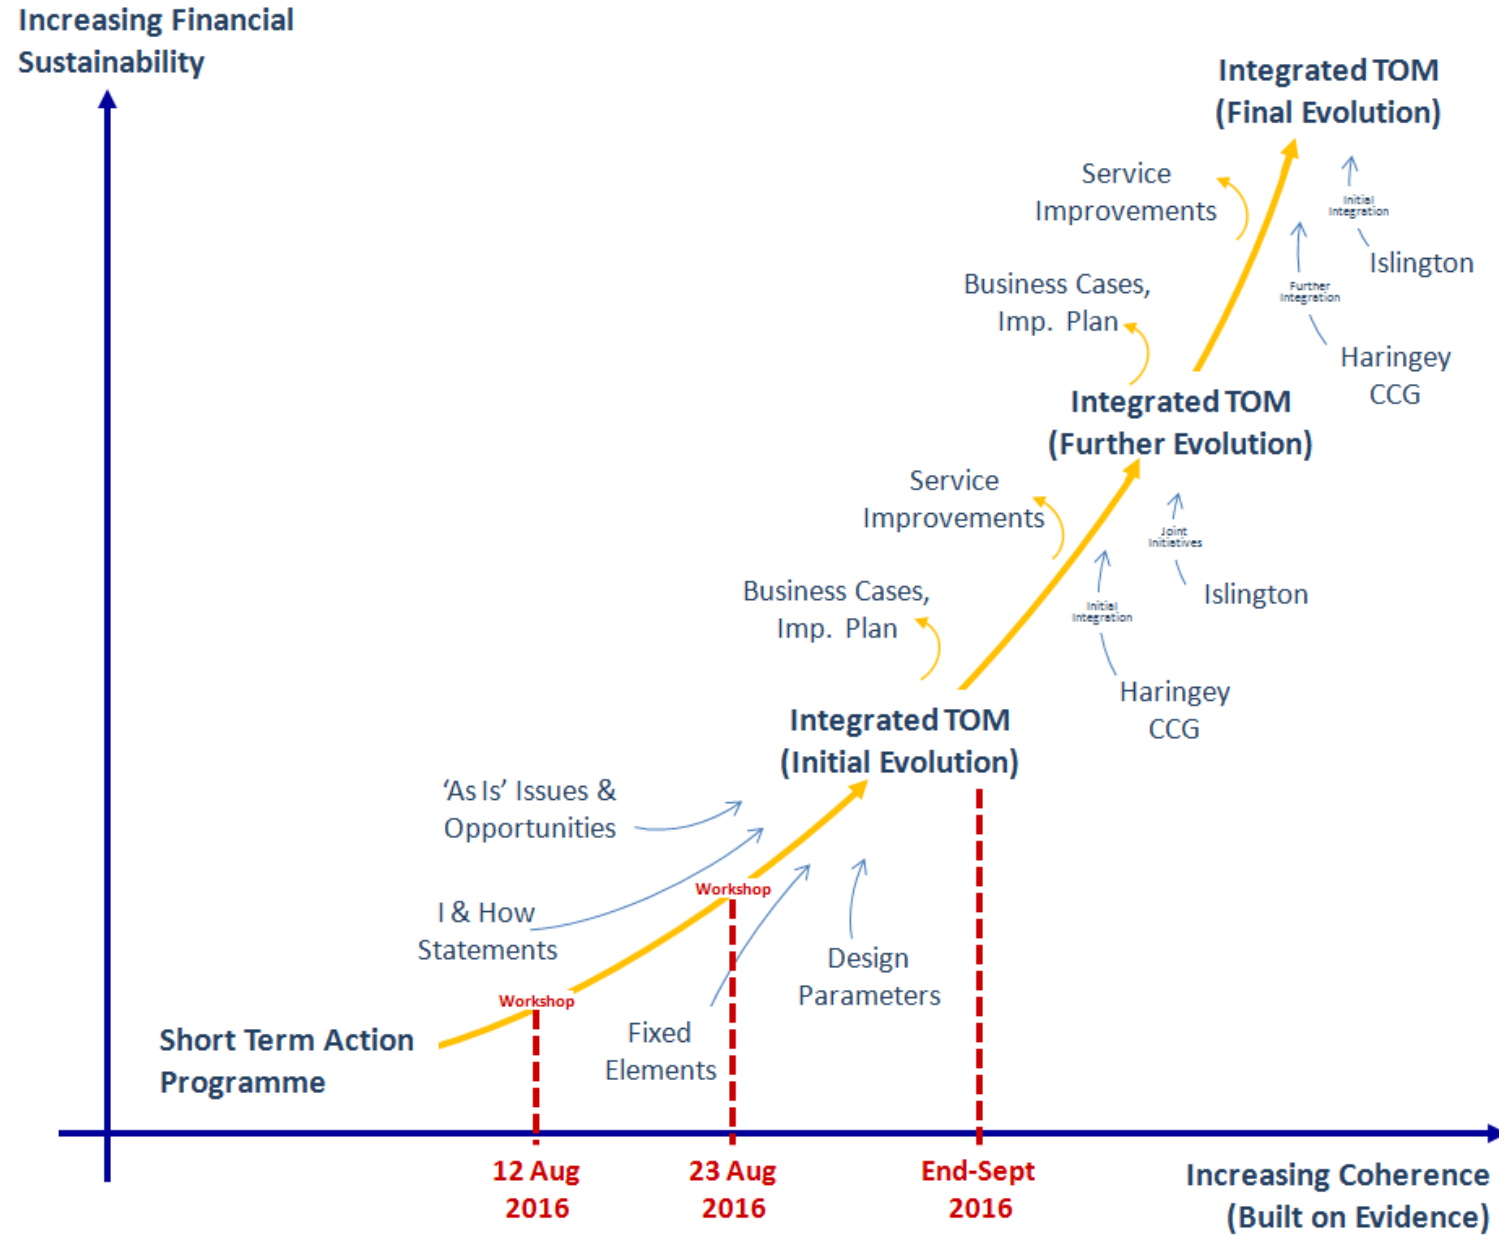 Increasing Financial
Sustainability
Integrated TOM
(Final Evolution)
Service
Improvements
Initial
Integration
Islington
Business Cases,
Imp. Plan
Further
Integration
Haringey
CCG
Integrated TOM
(Further Evolution)
Service
Improvements
Joint
Initiatives
Islington
Business Cases,
Imp. Plan
Initial
Integration
Haringey
CCG
Integrated TOM
(Initial Evolution)
‘As Is’ Issues &
Opportunities
Workshop
I & How
Statements
Design
Parameters
Workshop
Fixed
Elements
Short Term Action
Programme
12 Aug
2016
23 Aug
2016
End-Sept
2016
Increasing Coherence
(Built on Evidence)